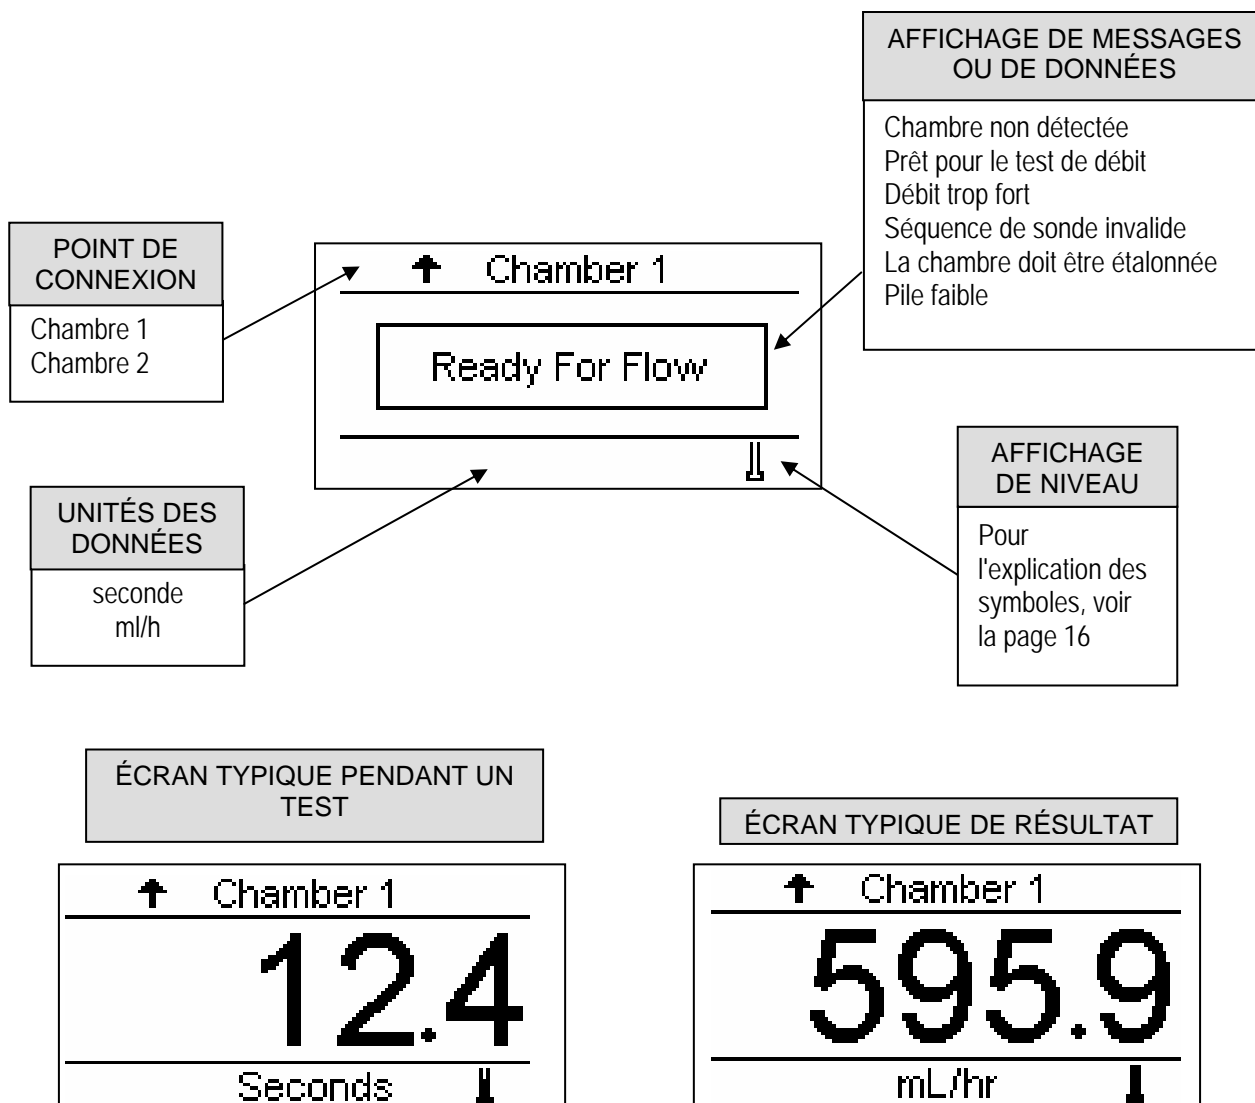 AFFICHAGE DE MESSAGES
OU DE DONNÉES
Chambre non détectée
Prêt pour le test de débit
Débit trop fort
Séquence de sonde invalide
La chambre doit être étalonnée
Pile faible
POINT DE
CONNEXION
Chambre 1
Chambre 2
Chamber 1
Ready For Flow
UNITÉS DES
DONNÉES
seconde
ml/h
AFFICHAGE
DE NIVEAU
Pour
l'explication des
symboles, voir
la page 16
ÉCRAN TYPIQUE PENDANT UN
TEST
Chamber 1
12.4
Seconds
ÉCRAN TYPIQUE DE RÉSULTAT
Chamber 1
595.9
mL/hr